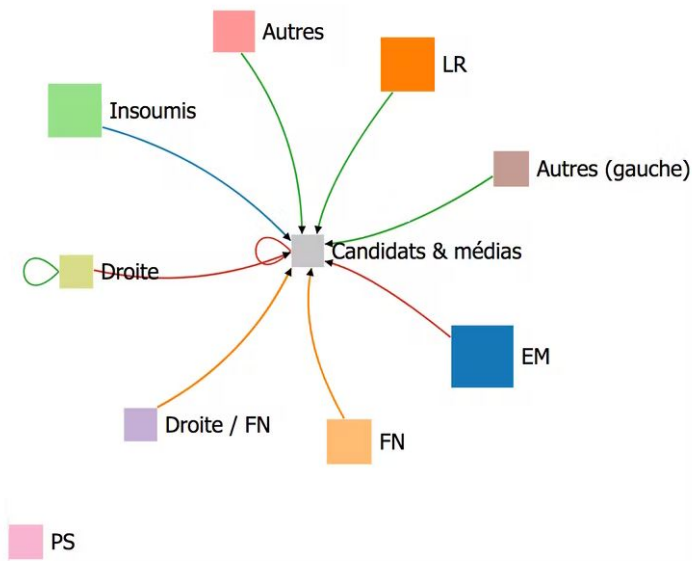 Autres
LR
Insoumis
Autres (gauche)
Candidats & médias
Droite
EM
Droite / FN
FN
PS